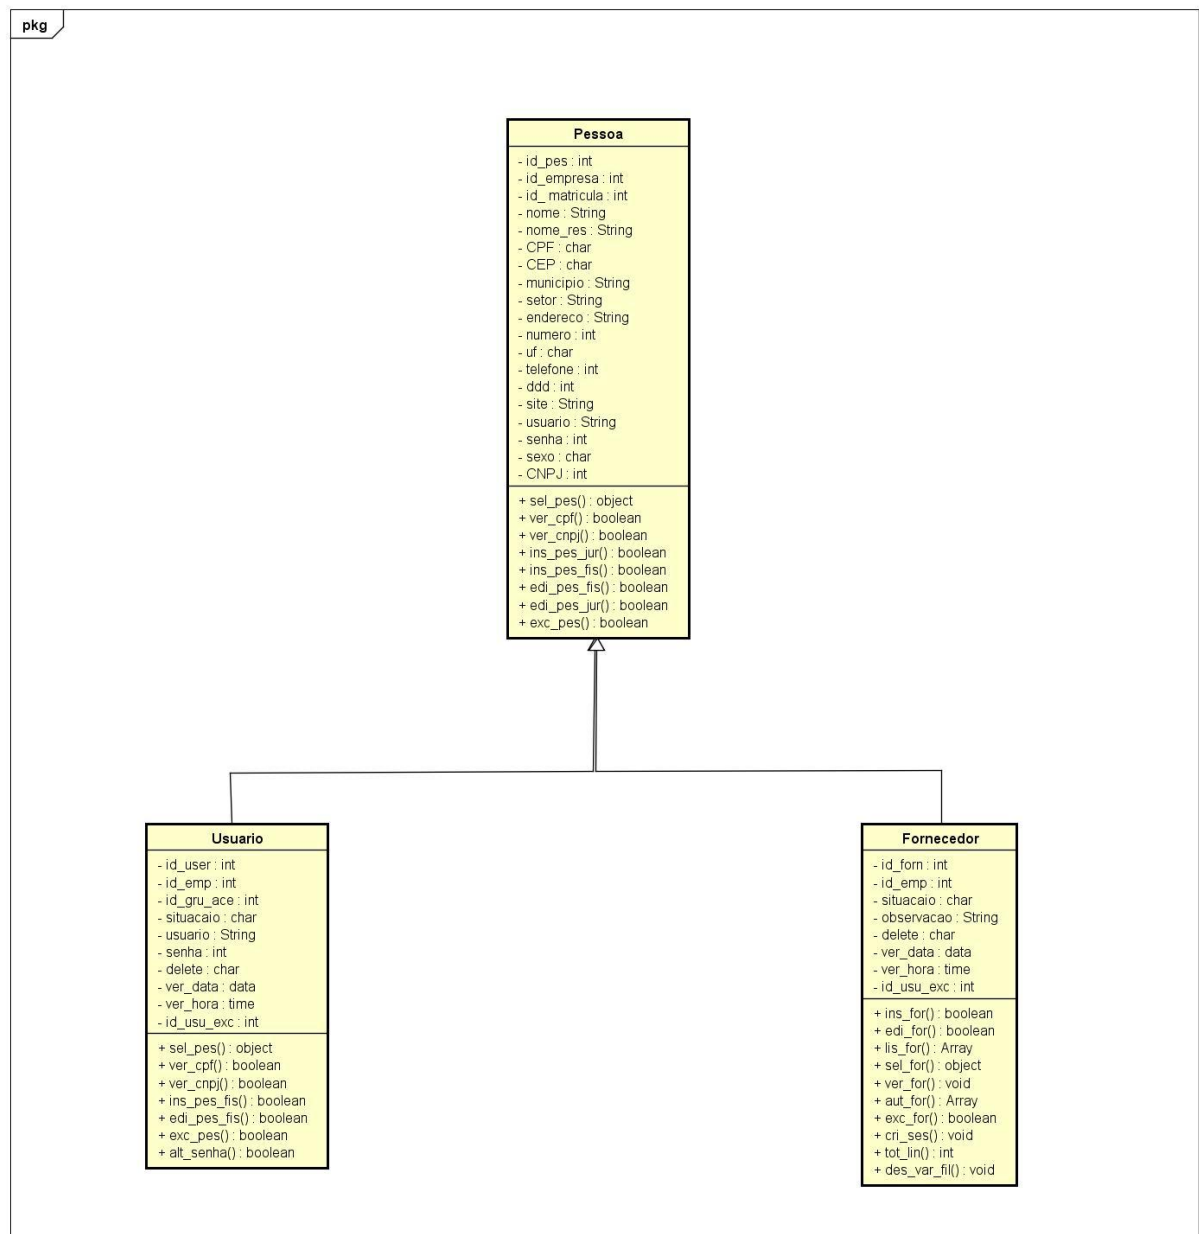 pkg
Pessoa
- id_pes : int
- id_empresa : int
- id_ matricula : int
- nome : String
- nome_res : String
- CPF : char
- CEP : char
- municipio : String
- setor : String
- endereco : String
- numero : int
- uf : char
- telefone : int
- ddd : int
- site : String
- usuario : String
- senha : int
- sexo : char
- CNPJ : int
+ sel_pes() : object
+ ver_cpf() : boolean
+ ver_cnpj() : boolean
+ ins_pes_jur() : boolean
+ ins_pes_fis() : boolean
+ edi_pes_fis() : boolean
+ edi_pes_jur() : boolean
+ exc_pes() : boolean
Usuario
- id_user : int
- id_emp : int
- id_gru_ace : int
- situacaio : char
- usuario : String
- senha : int
- delete : char
- ver_data : data
- ver_hora : time
- id_usu_exc : int
+ sel_pes() : object
+ ver_cpf() : boolean
+ ver_cnpj() : boolean
+ ins_pes_fis() : boolean
+ edi_pes_fis() : boolean
+ exc_pes() : boolean
+ alt_senha() : boolean
Fornecedor
- id_forn : int
- id_emp : int
- situacaio : char
- observacao : String
- delete : char
- ver_data : data
- ver_hora : time
- id_usu_exc : int
+ ins_for() : boolean
+ edi_for() : boolean
+ lis_for() : Array
+ sel_for() : object
+ ver_for() : void
+ aut_for() : Array
+ exc_for() : boolean
+ cri_ses() : void
+ tot_lin() : int
+ des_var_fil() : void